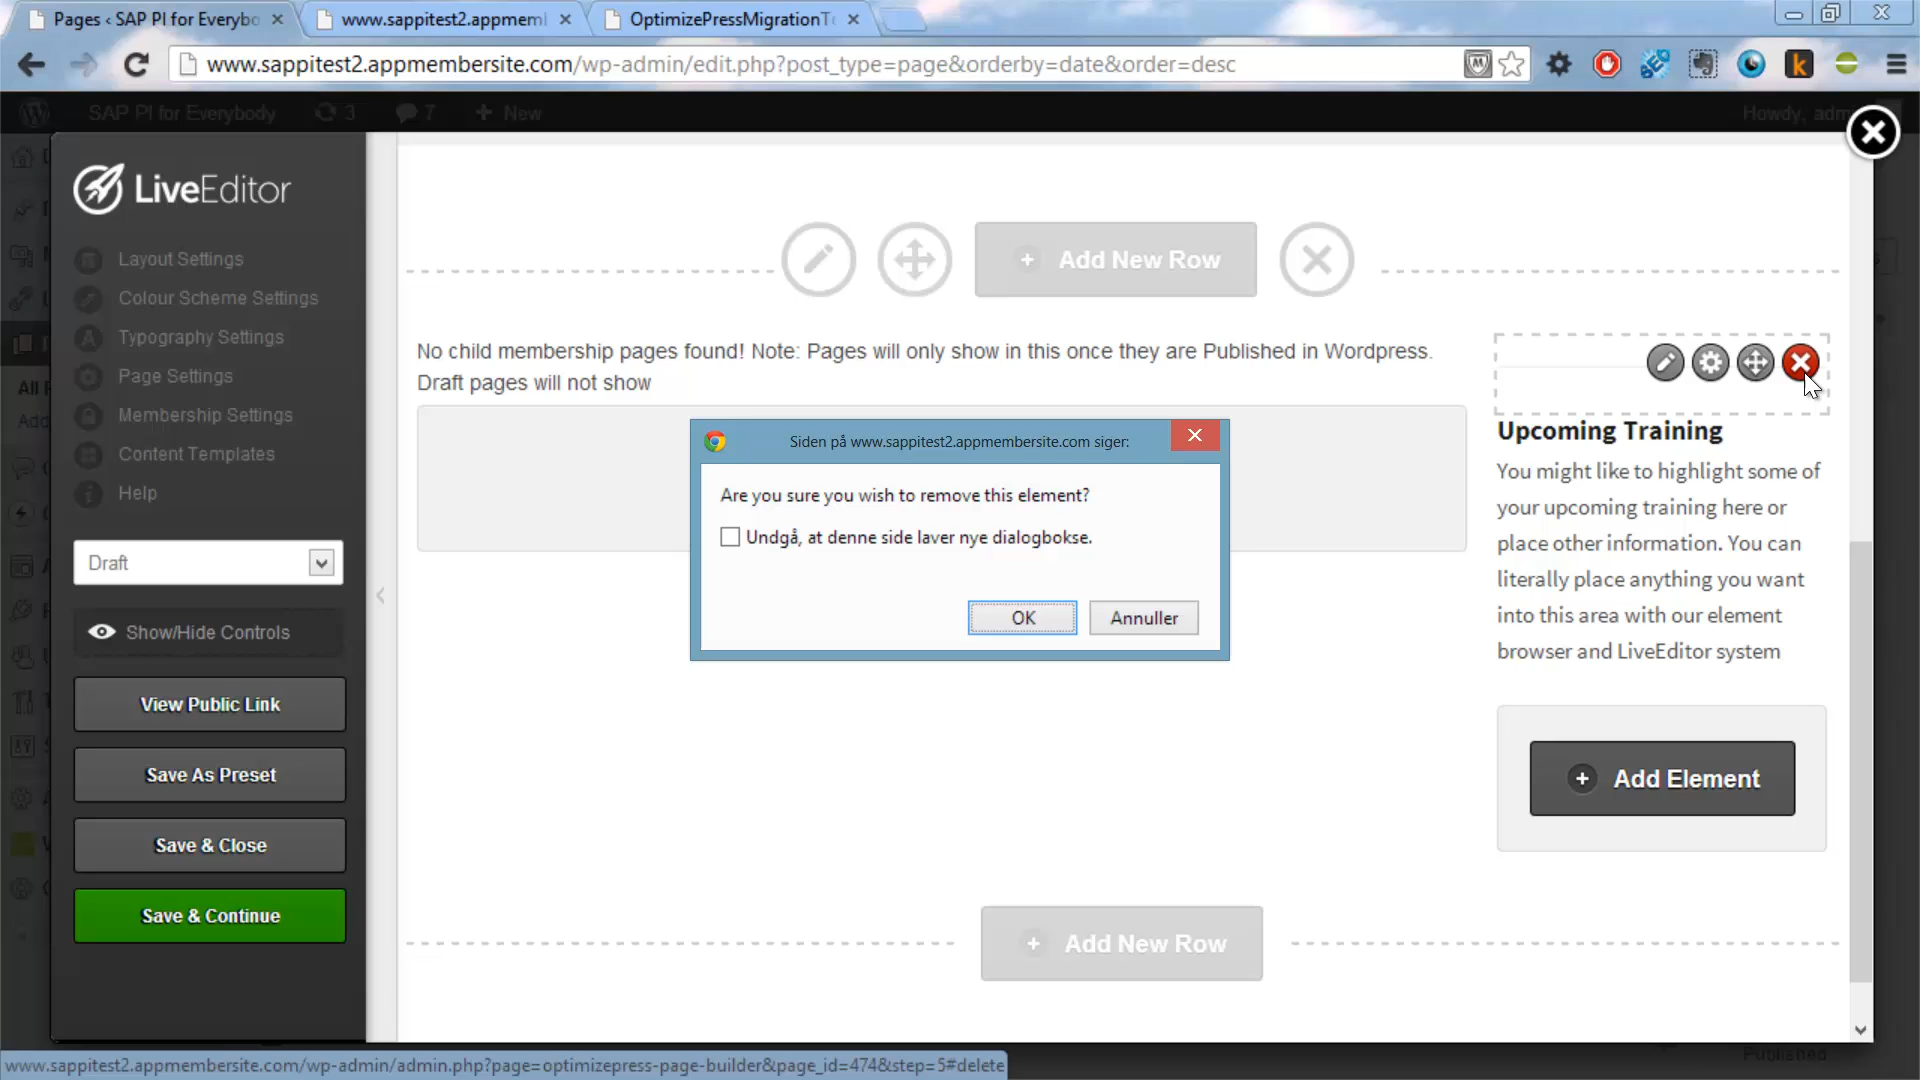 Pages ‹ SAP PI for Everybo
www.sappitest2.appmeml
OptimizePressMigrationT
www.sappitest2.appmembersite.com/wp-admin/edit.php?post_type=page&orderby=date&order=desc
SAP PI for Everybody
3
7
+ New
Howdy, adm
LiveEditor
Layout Settings
Colour Scheme Settings
Typography Settings
Page Settings
Membership Settings
Content Templates
Help
Draft
Show/Hide Controls
View Public Link
Save As Preset
Save & Close
Save & Continue
+ Add New Row
No child membership pages found! Note: Pages will only show in this once they are Published in Wordpress.
Draft pages will not show
Siden på www.sappitest2.appmembersite.com siger:
Are you sure you wish to remove this element?
Undgå, at denne side laver nye dialogbokse.
OK
Annuller
Upcoming Training
You might like to highlight some of
your upcoming training here or
place other information. You can
literally place anything you want
into this area with our element
browser and LiveEditor system
+ Add Element
+ Add New Row
Published
www.sappitest2.appmembersite.com/wp-admin/admin.php?page=optimizepress-page-builder&page_id=474&step=5#delete